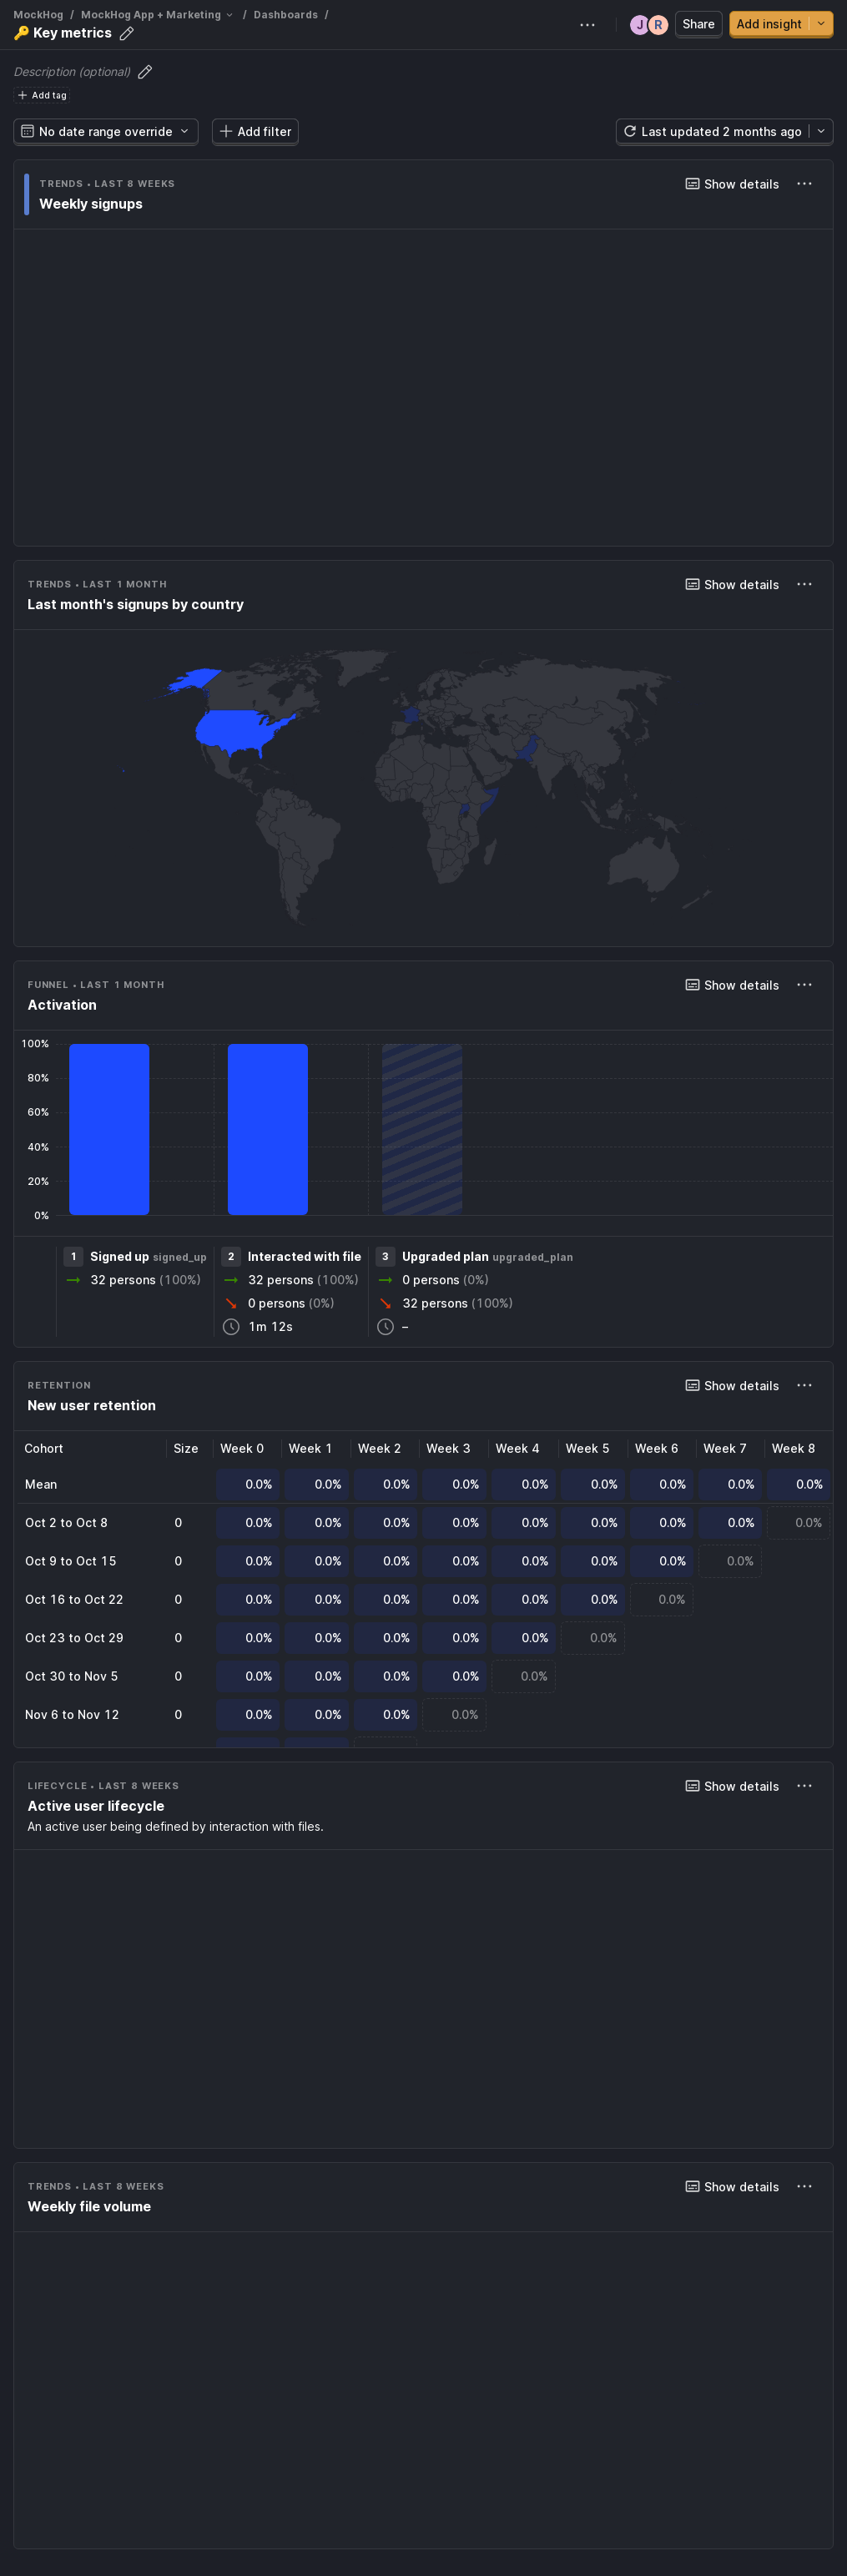 MockHog / MockHog App + Marketing / Dashboards /
🔑 Key metrics
J R Share Add insight
Description (optional)
Add tag
No date range override Add filter Last updated 2 months ago
TRENDS • LAST 8 WEEKS Show details
Weekly signups
TRENDS • LAST 1 MONTH Show details
Last month's signups by country
FUNNEL • LAST 1 MONTH Show details
Activation
100%
80%
60%
40%
20%
0%
1 Signed up signed_up 2 Interacted with file 3 Upgraded plan upgraded_plan
32 persons (100%) 32 persons (100%) 0 persons (0%)
0 persons (0%) 32 persons (100%)
1m 12s –
RETENTION Show details
New user retention
Cohort Size Week 0 Week 1 Week 2 Week 3 Week 4 Week 5 Week 6 Week 7 Week 8
Mean 0.0% 0.0% 0.0% 0.0% 0.0% 0.0% 0.0% 0.0% 0.0%
Oct 2 to Oct 8 0 0.0% 0.0% 0.0% 0.0% 0.0% 0.0% 0.0% 0.0% 0.0%
Oct 9 to Oct 15 0 0.0% 0.0% 0.0% 0.0% 0.0% 0.0% 0.0% 0.0%
Oct 16 to Oct 22 0 0.0% 0.0% 0.0% 0.0% 0.0% 0.0% 0.0%
Oct 23 to Oct 29 0 0.0% 0.0% 0.0% 0.0% 0.0% 0.0%
Oct 30 to Nov 5 0 0.0% 0.0% 0.0% 0.0% 0.0%
Nov 6 to Nov 12 0 0.0% 0.0% 0.0% 0.0%
LIFECYCLE • LAST 8 WEEKS Show details
Active user lifecycle
An active user being defined by interaction with files.
TRENDS • LAST 8 WEEKS Show details
Weekly file volume